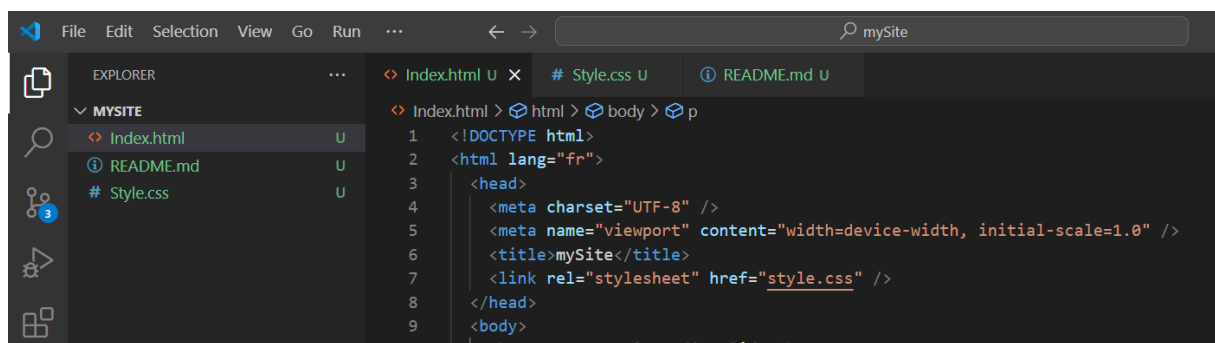 File Edit Selection View Go Run ··· ← → mySite
EXPLORER ···
MYSITE
<> Index.html U
README.md U
# Style.css U
3
<> Index.html U × # Style.css U README.md U
<> Index.html > html > body > p
1 <!DOCTYPE html>
2 <html lang="fr">
3 <head>
4 <meta charset="UTF-8" />
5 <meta name="viewport" content="width=device-width, initial-scale=1.0" />
6 <title>mySite</title>
7 <link rel="stylesheet" href="style.css" />
8 </head>
9 <body>